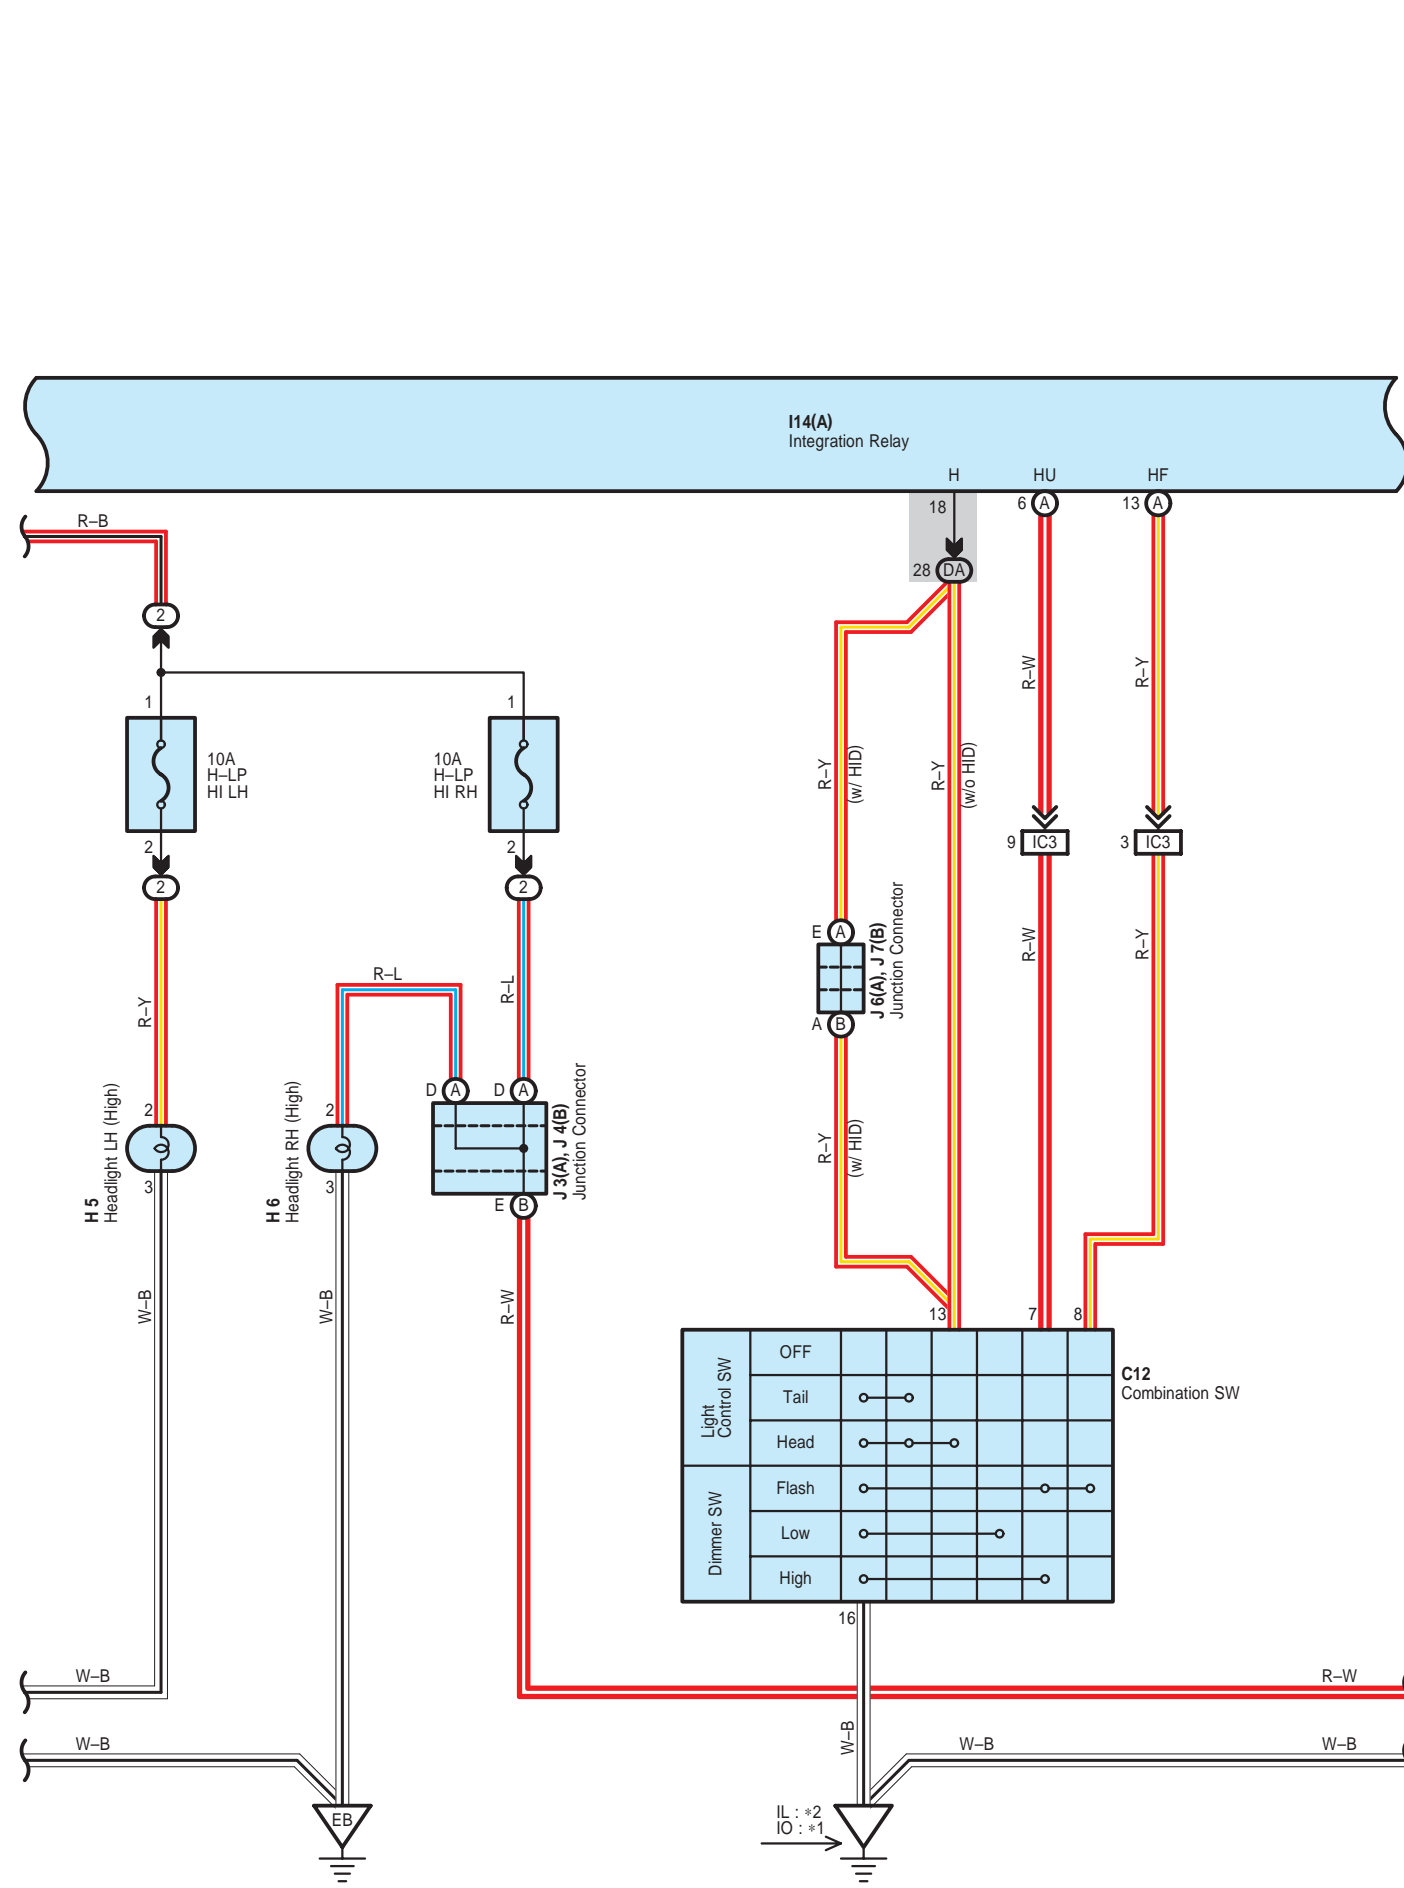 I14(A)
Integration Relay
H
HU
HF
18
6
A
13
A
28
DA
R–B
2
1
1
10A
H–LP
HI LH
10A
H–LP
HI RH
2
2
2
2
R–Y
(w/ HID)
R–Y
(w/o HID)
R–W
R–Y
9
IC3
3
IC3
E
A
J 6(A), J 7(B)
Junction Connector
A
B
R–W
R–Y
R–L
R–L
R–Y
D
A
D
A
J 3(A), J 4(B)
Junction Connector
E
B
2
3
H 5
Headlight LH (High)
2
3
H 6
Headlight RH (High)
R–Y
(w/ HID)
W–B
W–B
R–W
13
7
8
C12
Combination SW
Light
Control SW
OFF
Tail
Head
Dimmer SW
Flash
Low
High
16
W–B
R–W
W–B
W–B
W–B
W–B
EB
IL : ∗2
IO : ∗1